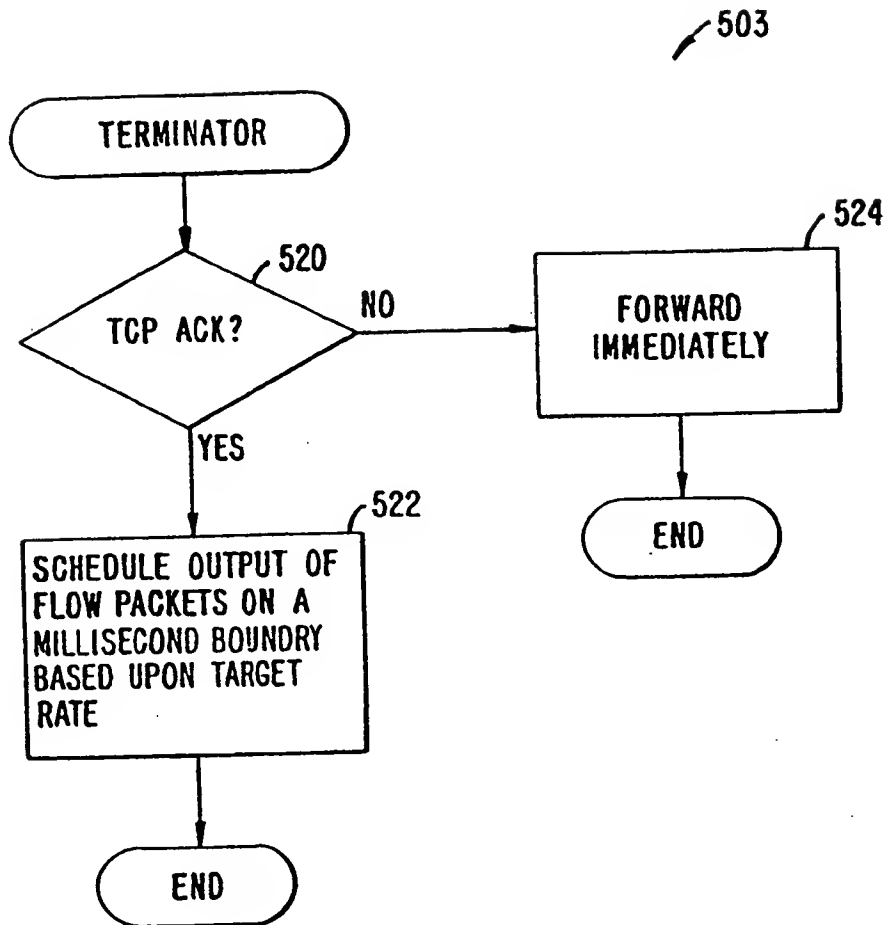 503
TERMINATOR
520
TCP ACK?
NO
524
FORWARD
IMMEDIATELY
END
YES
522
SCHEDULE OUTPUT OF
FLOW PACKETS ON A
MILLISECOND BOUNDRY
BASED UPON TARGET
RATE
END